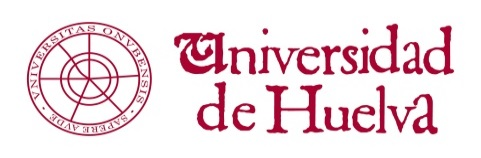 VNIVERSITAS ONVBENSIS · SAPERE AVDE ·
Universidad
de Huelva